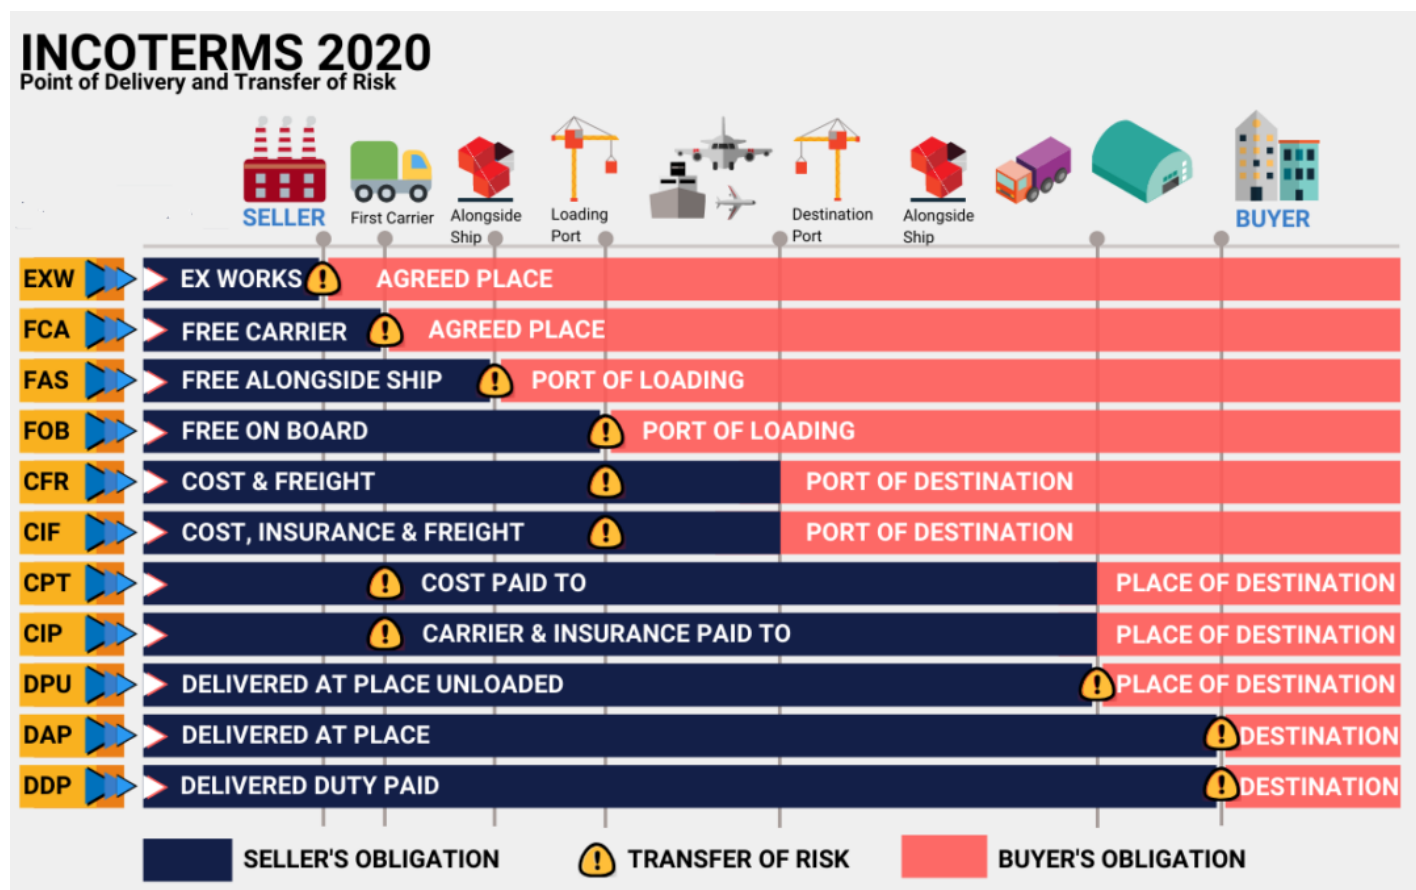 INCOTERMS 2020
Point of Delivery and Transfer of Risk
SELLER
First Carrier
Alongside
Ship
Loading
Port
Destination
Port
Alongside
Ship
BUYER
EXW EX WORKS AGREED PLACE
FCA FREE CARRIER AGREED PLACE
FAS FREE ALONGSIDE SHIP PORT OF LOADING
FOB FREE ON BOARD PORT OF LOADING
CFR COST & FREIGHT PORT OF DESTINATION
CIF COST, INSURANCE & FREIGHT PORT OF DESTINATION
CPT COST PAID TO PLACE OF DESTINATION
CIP CARRIER & INSURANCE PAID TO PLACE OF DESTINATION
DPU DELIVERED AT PLACE UNLOADED PLACE OF DESTINATION
DAP DELIVERED AT PLACE DESTINATION
DDP DELIVERED DUTY PAID DESTINATION
SELLER'S OBLIGATION TRANSFER OF RISK BUYER'S OBLIGATION